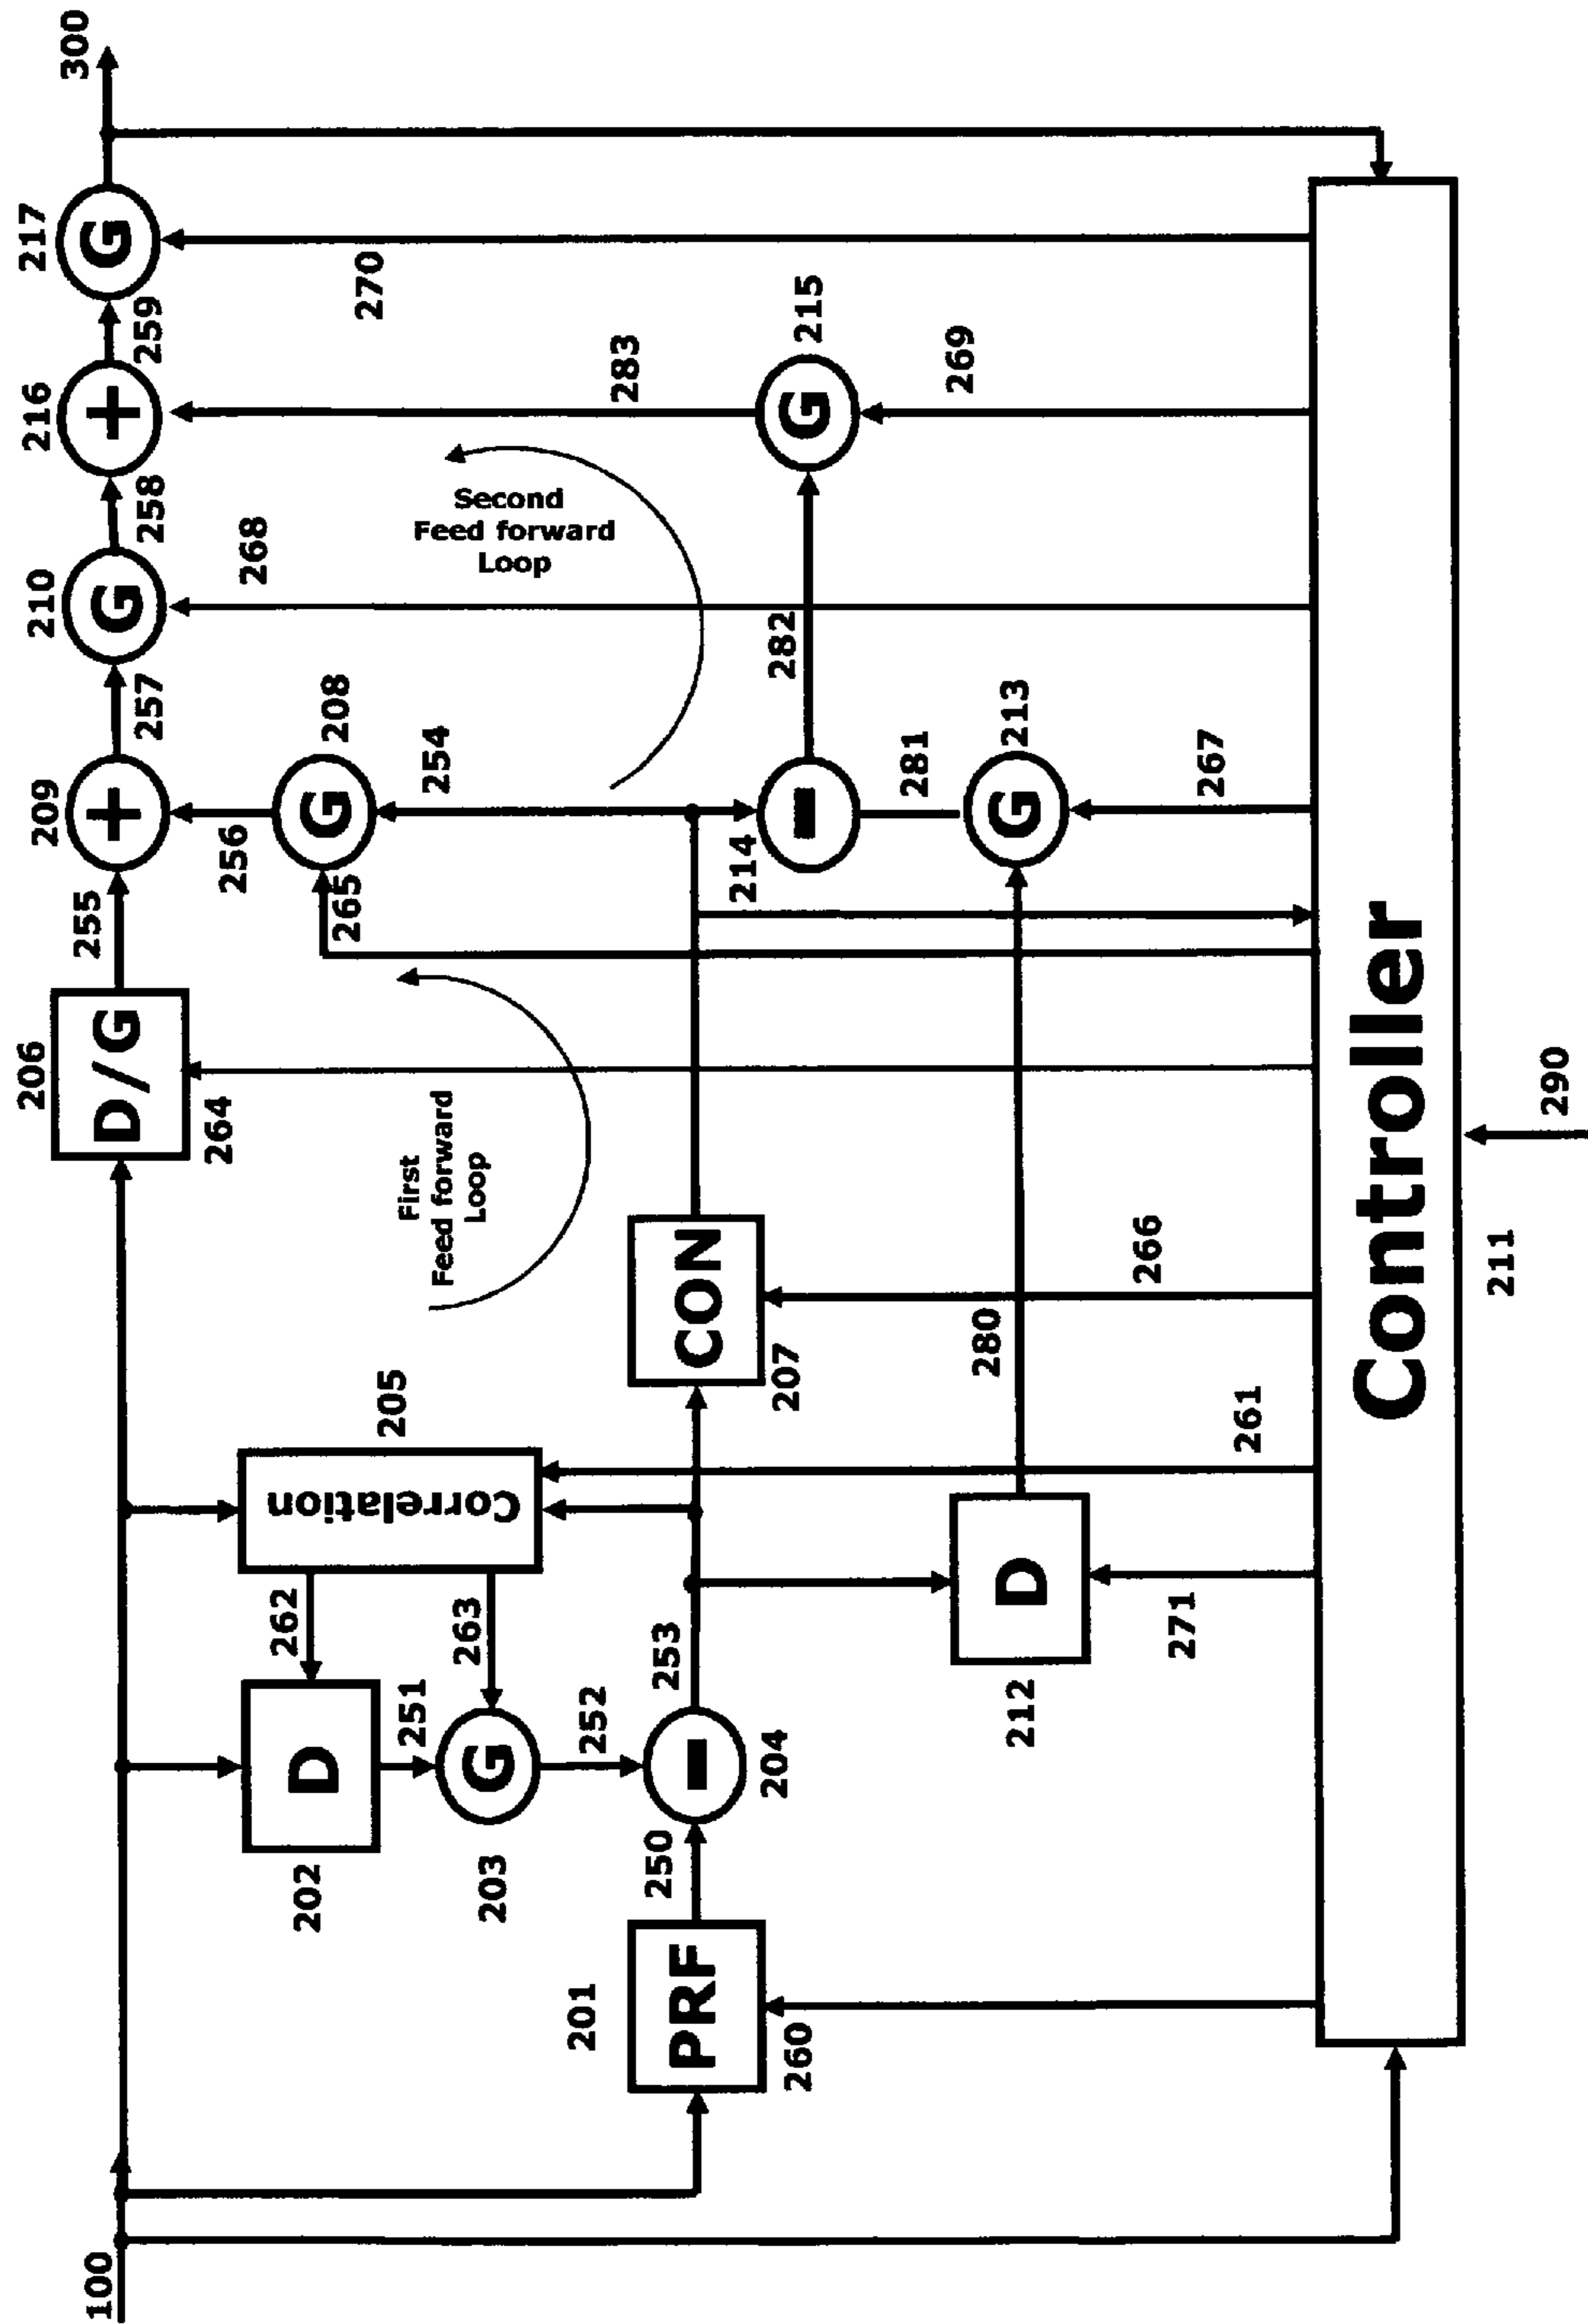 100
300
206
D/G
264
255
209
+
257
210
G
258
216
+
259
217
G
256
208
G
265
254
268
283
270
First
Feed forward
Loop
Second
Feed forward
Loop
202
D
262
251
203
G
263
252
205
Correlation
201
PRF
260
250
204
-
253
207
CON
266
214
-
282
215
G
269
281
213
G
267
212
D
271
280
261
Controller
211
290